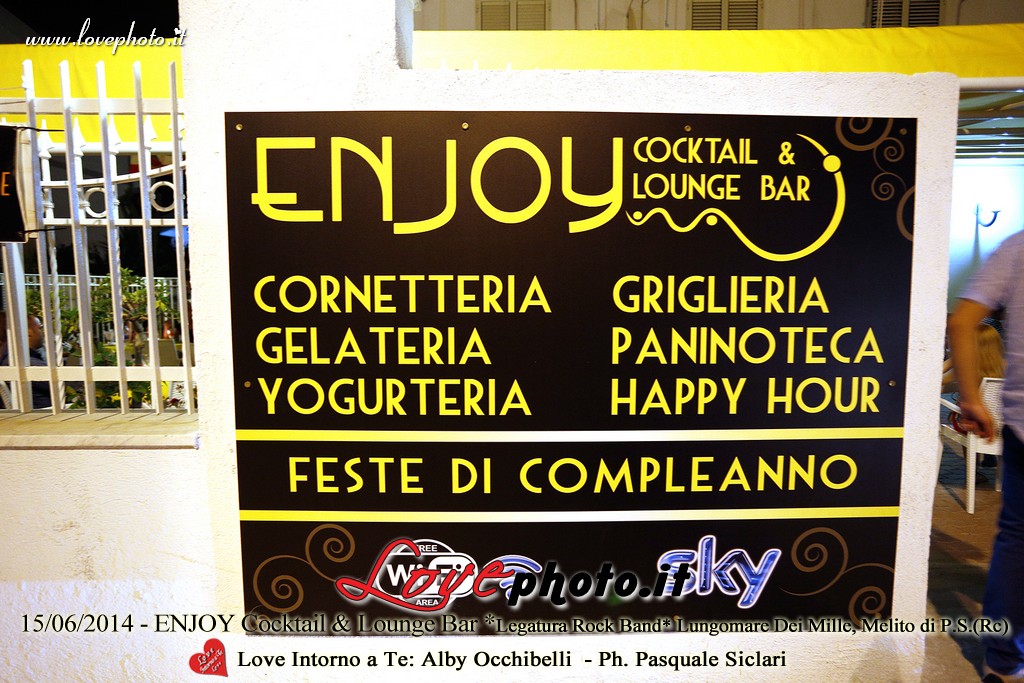 www.lovephoto.it
ENJOY COCKTAIL &
LOUNGE BAR
CORNETTERIA GRIGLIERIA
GELATERIA PANINOTECA
YOGURTERIA HAPPY HOUR
FESTE DI COMPLEANNO
FREE
WiFi
AREA
Lovephoto.it
sky
15/06/2014 - ENJOY Cocktail & Lounge Bar *Legatura Rock Band* Lungomare Dei Mille, Melito di P.S.(Rc)
Love Intorno a Te: Alby Occhibelli - Ph. Pasquale Siclari